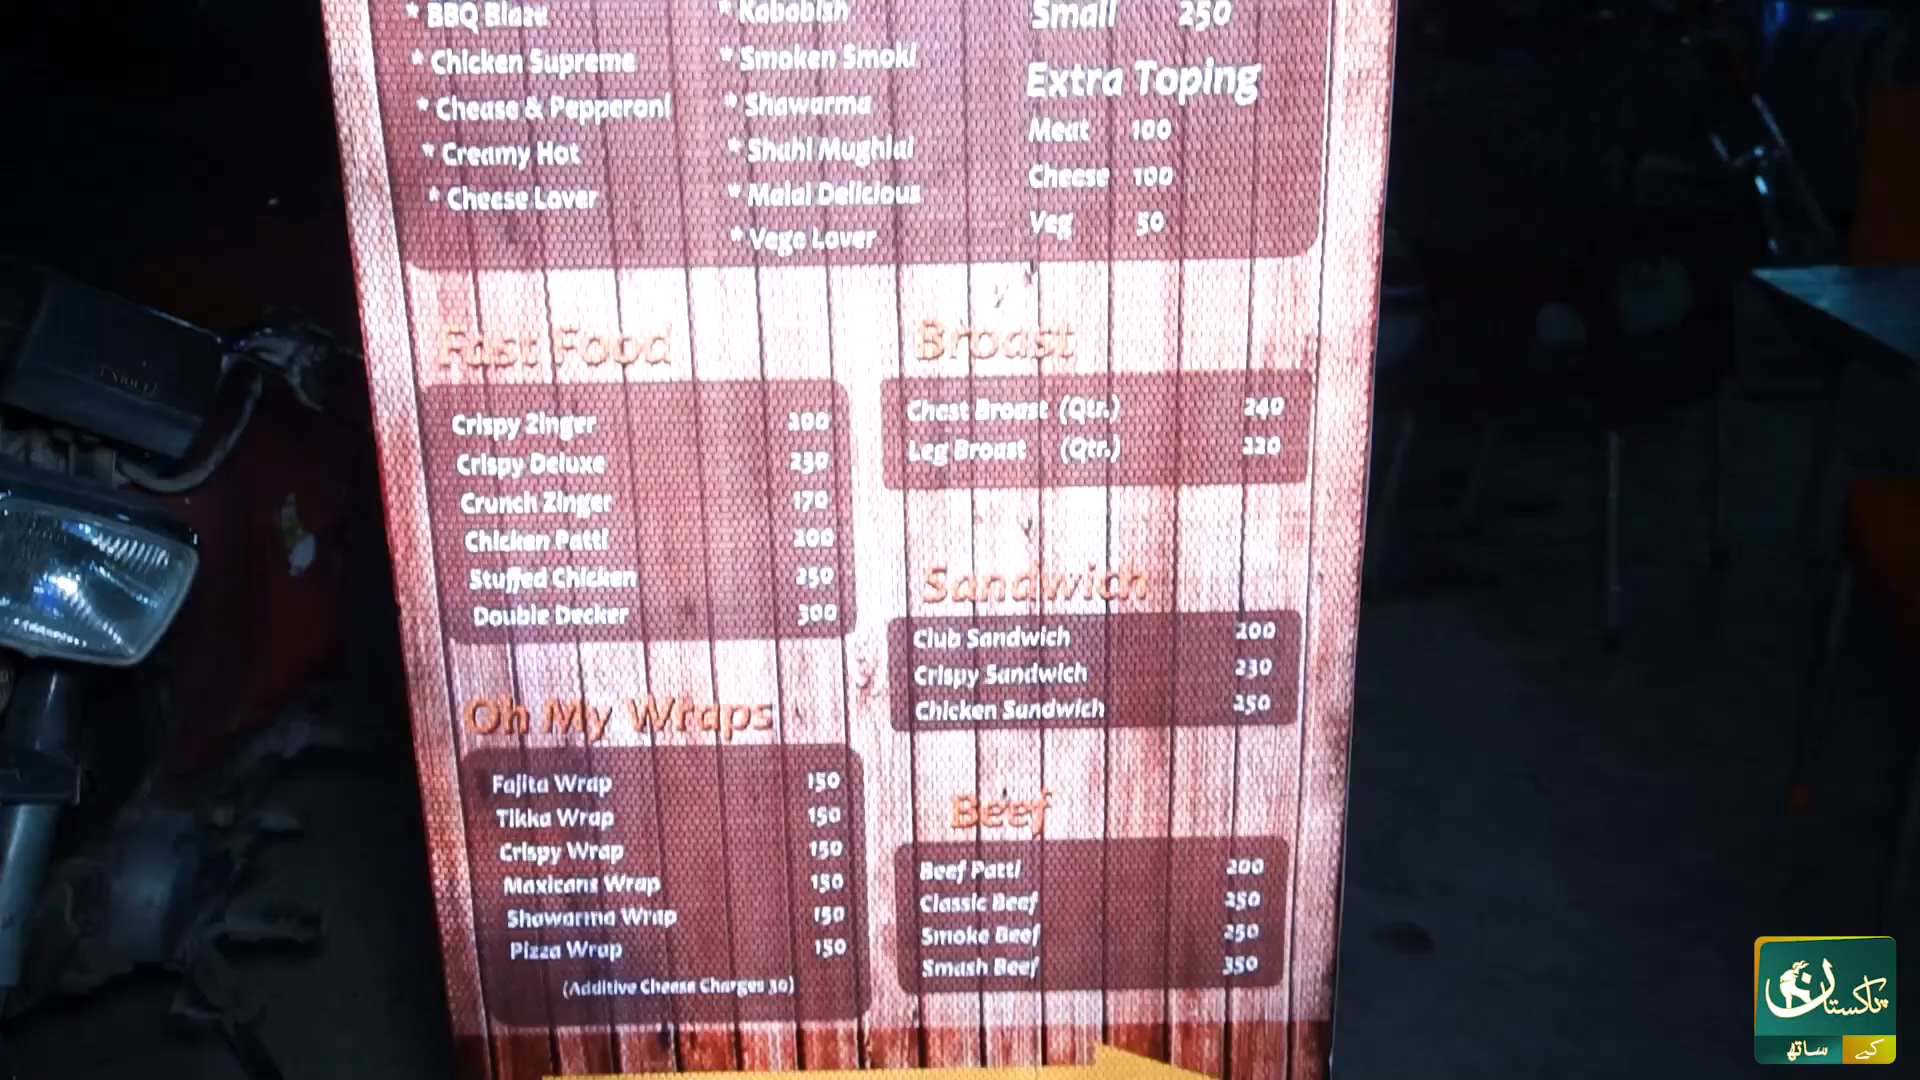 * BBQ Blaze
* Chicken Supreme
* Chease & Pepperoni
* Creamy Hot
* Cheese Lover
* Kababish
* Smoken Smoki
* Shawarma
* Shahi Mughlai
* Malai Delicious
* Vege Lover
Small 250
Extra Toping
Meat 100
Cheese 100
Veg 50
Fast Food
Crispy Zinger 200
Crispy Deluxe 230
Crunch Zinger 170
Chicken Patti 200
Stuffed Chicken 250
Double Decker 300
Oh My Wraps
Fajita Wrap 150
Tikka Wrap 150
Crispy Wrap 150
Maxicans Wrap 150
Shawarma Wrap 150
Pizza Wrap 150
(Additive Cheese Charges 30)
Broast
Chest Broast (Qtr.) 240
Leg Broast (Qtr.) 220
Sandwich
Club Sandwich 200
Crispy Sandwich 230
Chicken Sandwich 250
Beef
Beef Patti 200
Classic Beef 250
Smoke Beef 250
Smash Beef 350
پاکستان
کے ساتھ